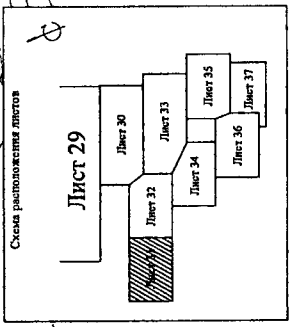 Схема расположения листов
Лист 29
Лист 30
Лист 33
Лист 35
Лист 37
Лист 32
Лист 34
Лист 36